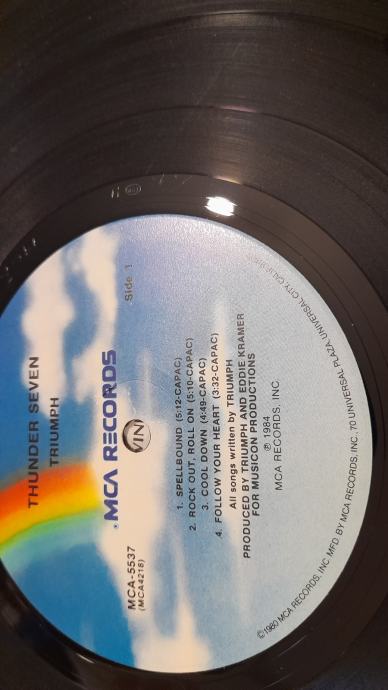 THUNDER SEVEN
TRIUMPH
MCA RECORDS
MCA-5537
(MCA4218)
Side 1
1. SPELLBOUND (5:12-CAPAC)
2. ROCK OUT, ROLL ON (5:10-CAPAC)
3. COOL DOWN (4:49-CAPAC)
4. FOLLOW YOUR HEART (3:32-CAPAC)
All songs written by TRIUMPH
PRODUCED BY TRIUMPH AND EDDIE KRAMER
FOR MUSICON PRODUCTIONS
℗ 1984
MCA RECORDS, INC.
©1980 MCA RECORDS, INC. MFD. BY MCA RECORDS, INC., 70 UNIVERSAL PLAZA, UNIVERSAL CITY, CALIF.